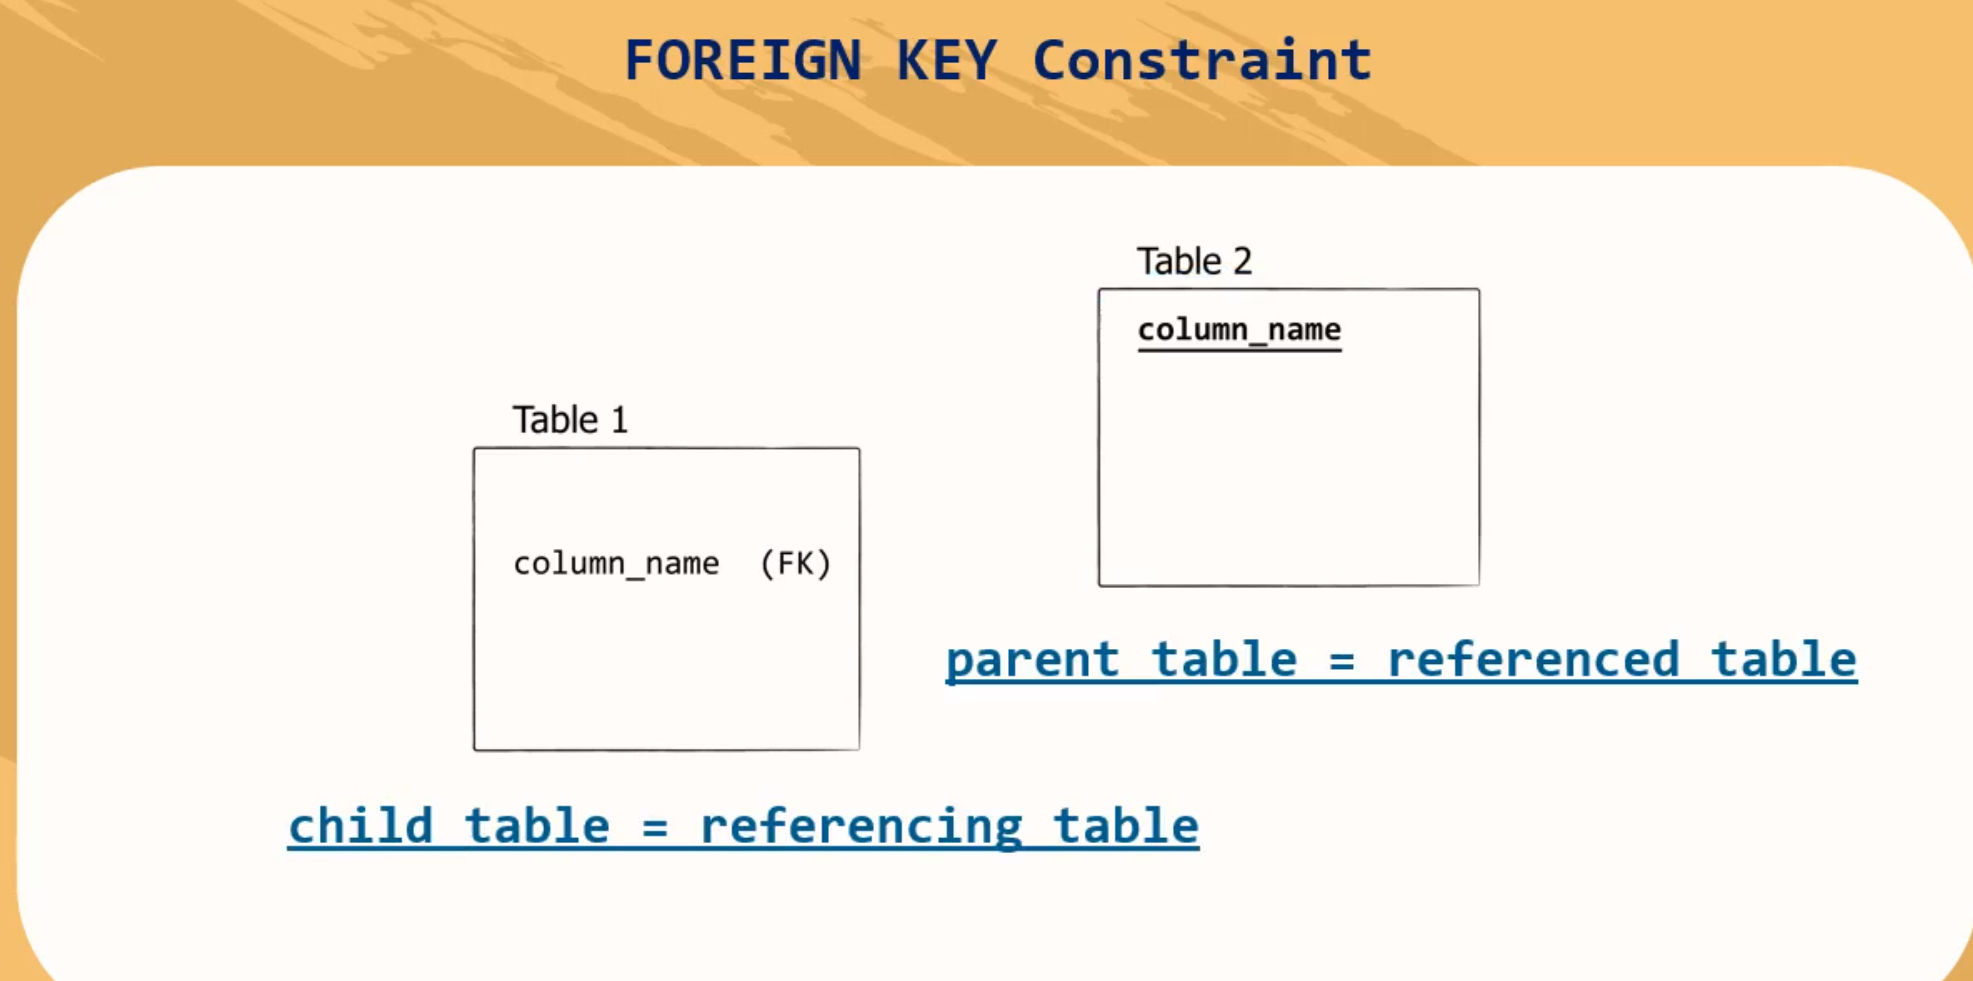 FOREIGN KEY Constraint
Table 2
column_name
Table 1
column_name (FK)
parent table = referenced table
child table = referencing table